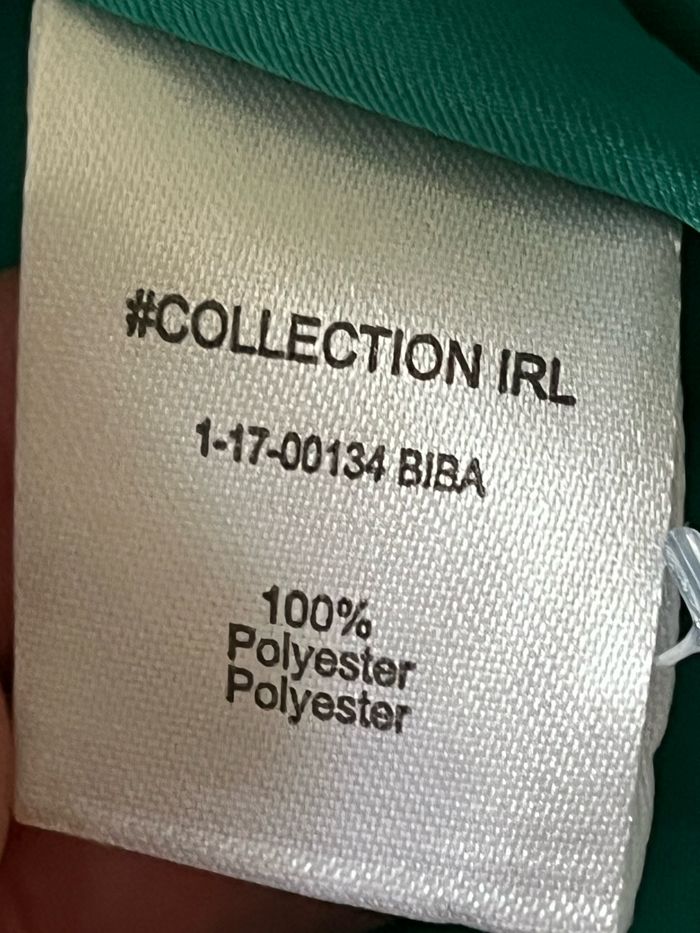 #COLLECTION IRL
1-17-00134 BIBA
100%
Polyester
Polyester